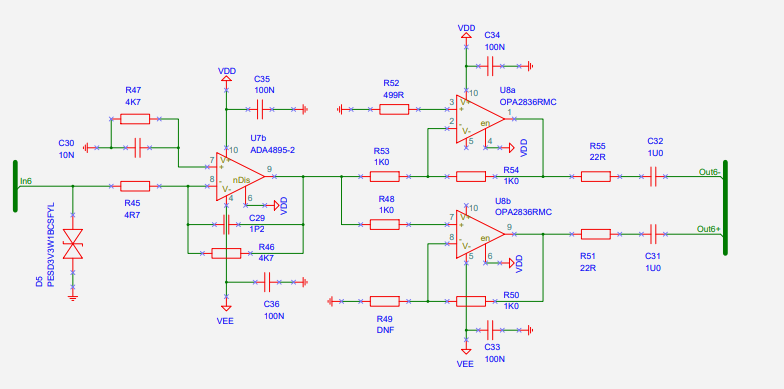 VDD
C34
100N
R47
4K7
VDD
C35
100N
R52
499R
U8a
OPA2836RMC
10
3
V+
1
2
en
V-
5
4
VDD
C30
10N
U7b
ADA4895-2
10
7
V+
+
9
8
nDis
-
V-
4
6
VDD
R53
1K0
R54
1K0
R55
22R
C32
1U0
Out6-
In6
R45
4R7
C29
1P2
R48
1K0
U8b
OPA2836RMC
10
7
V+
9
8
en
V-
5
6
VDD
Out6+
R51
22R
C31
1U0
D5
PESD3V3W1BCSFYL
R46
4K7
C36
100N
VEE
R49
DNF
R50
1K0
C33
100N
VEE